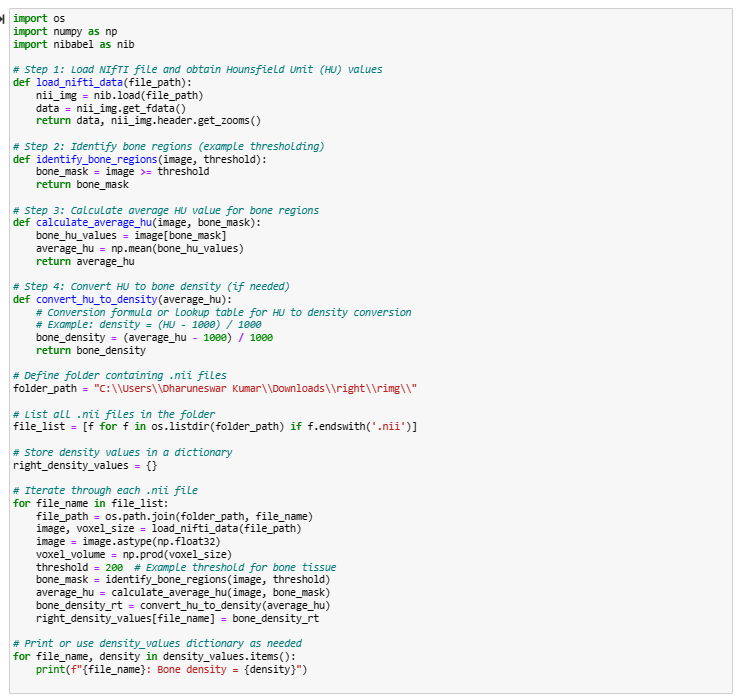 import os
import numpy as np
import nibabel as nib
# Step 1: Load NIfTI file and obtain Hounsfield Unit (HU) values
def load_nifti_data(file_path):
    nii_img = nib.load(file_path)
    data = nii_img.get_fdata()
    return data, nii_img.header.get_zooms()
# Step 2: Identify bone regions (example thresholding)
def identify_bone_regions(image, threshold):
    bone_mask = image >= threshold
    return bone_mask
# Step 3: Calculate average HU value for bone regions
def calculate_average_hu(image, bone_mask):
    bone_hu_values = image[bone_mask]
    average_hu = np.mean(bone_hu_values)
    return average_hu
# Step 4: Convert HU to bone density (if needed)
def convert_hu_to_density(average_hu):
    # Conversion formula or lookup table for HU to density conversion
    # Example: density = (HU - 1000) / 1000
    bone_density = (average_hu - 1000) / 1000
    return bone_density
# Define folder containing .nii files
folder_path = "C:\\Users\\Dharuneswar Kumar\\Downloads\\right\\rimg\\"
# List all .nii files in the folder
file_list = [f for f in os.listdir(folder_path) if f.endswith('.nii')]
# Store density values in a dictionary
right_density_values = {}
# Iterate through each .nii file
for file_name in file_list:
    file_path = os.path.join(folder_path, file_name)
    image, voxel_size = load_nifti_data(file_path)
    image = image.astype(np.float32)
    voxel_volume = np.prod(voxel_size)
    threshold = 200  # Example threshold for bone tissue
    bone_mask = identify_bone_regions(image, threshold)
    average_hu = calculate_average_hu(image, bone_mask)
    bone_density_rt = convert_hu_to_density(average_hu)
    right_density_values[file_name] = bone_density_rt
# Print or use density_values dictionary as needed
for file_name, density in density_values.items():
    print(f"{file_name}: Bone density = {density}")